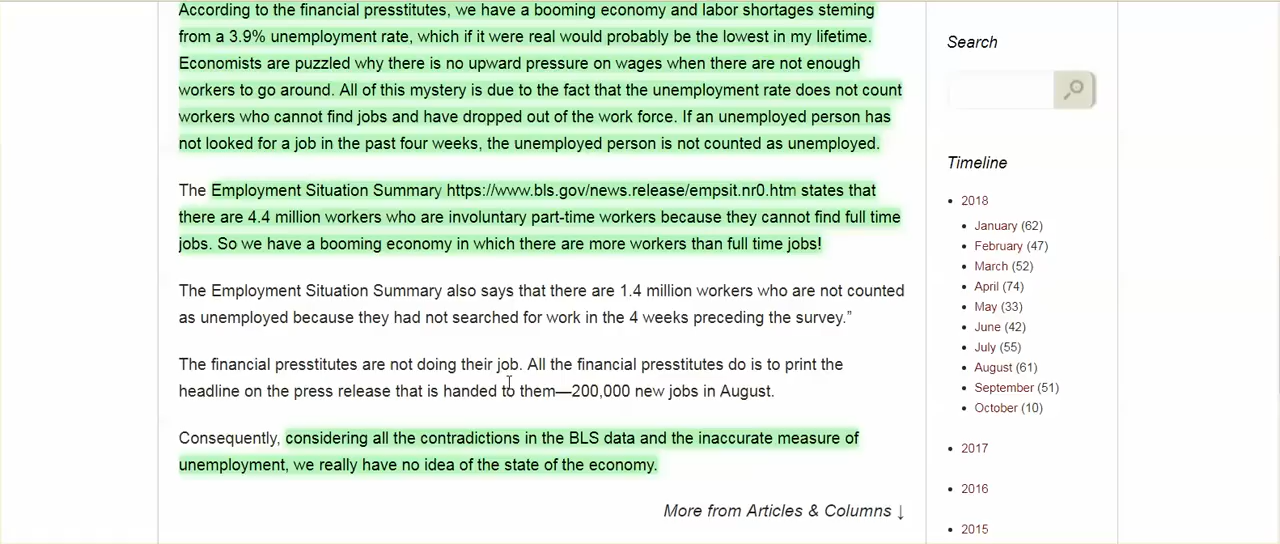 According to the financial presstitutes, we have a booming economy and labor shortages steming
from a 3.9% unemployment rate, which if it were real would probably be the lowest in my lifetime.
Economists are puzzled why there is no upward pressure on wages when there are not enough
workers to go around. All of this mystery is due to the fact that the unemployment rate does not count
workers who cannot find jobs and have dropped out of the work force. If an unemployed person has
not looked for a job in the past four weeks, the unemployed person is not counted as unemployed.
The Employment Situation Summary https://www.bls.gov/news.release/empsit.nr0.htm states that
there are 4.4 million workers who are involuntary part-time workers because they cannot find full time
jobs. So we have a booming economy in which there are more workers than full time jobs!
The Employment Situation Summary also says that there are 1.4 million workers who are not counted
as unemployed because they had not searched for work in the 4 weeks preceding the survey.”
The financial presstitutes are not doing their job. All the financial presstitutes do is to print the
headline on the press release that is handed to them—200,000 new jobs in August.
Consequently, considering all the contradictions in the BLS data and the inaccurate measure of
unemployment, we really have no idea of the state of the economy.
More from Articles & Columns ↓
Search
Timeline
2018
January (62)
February (47)
March (52)
April (74)
May (33)
June (42)
July (55)
August (61)
September (51)
October (10)
2017
2016
2015